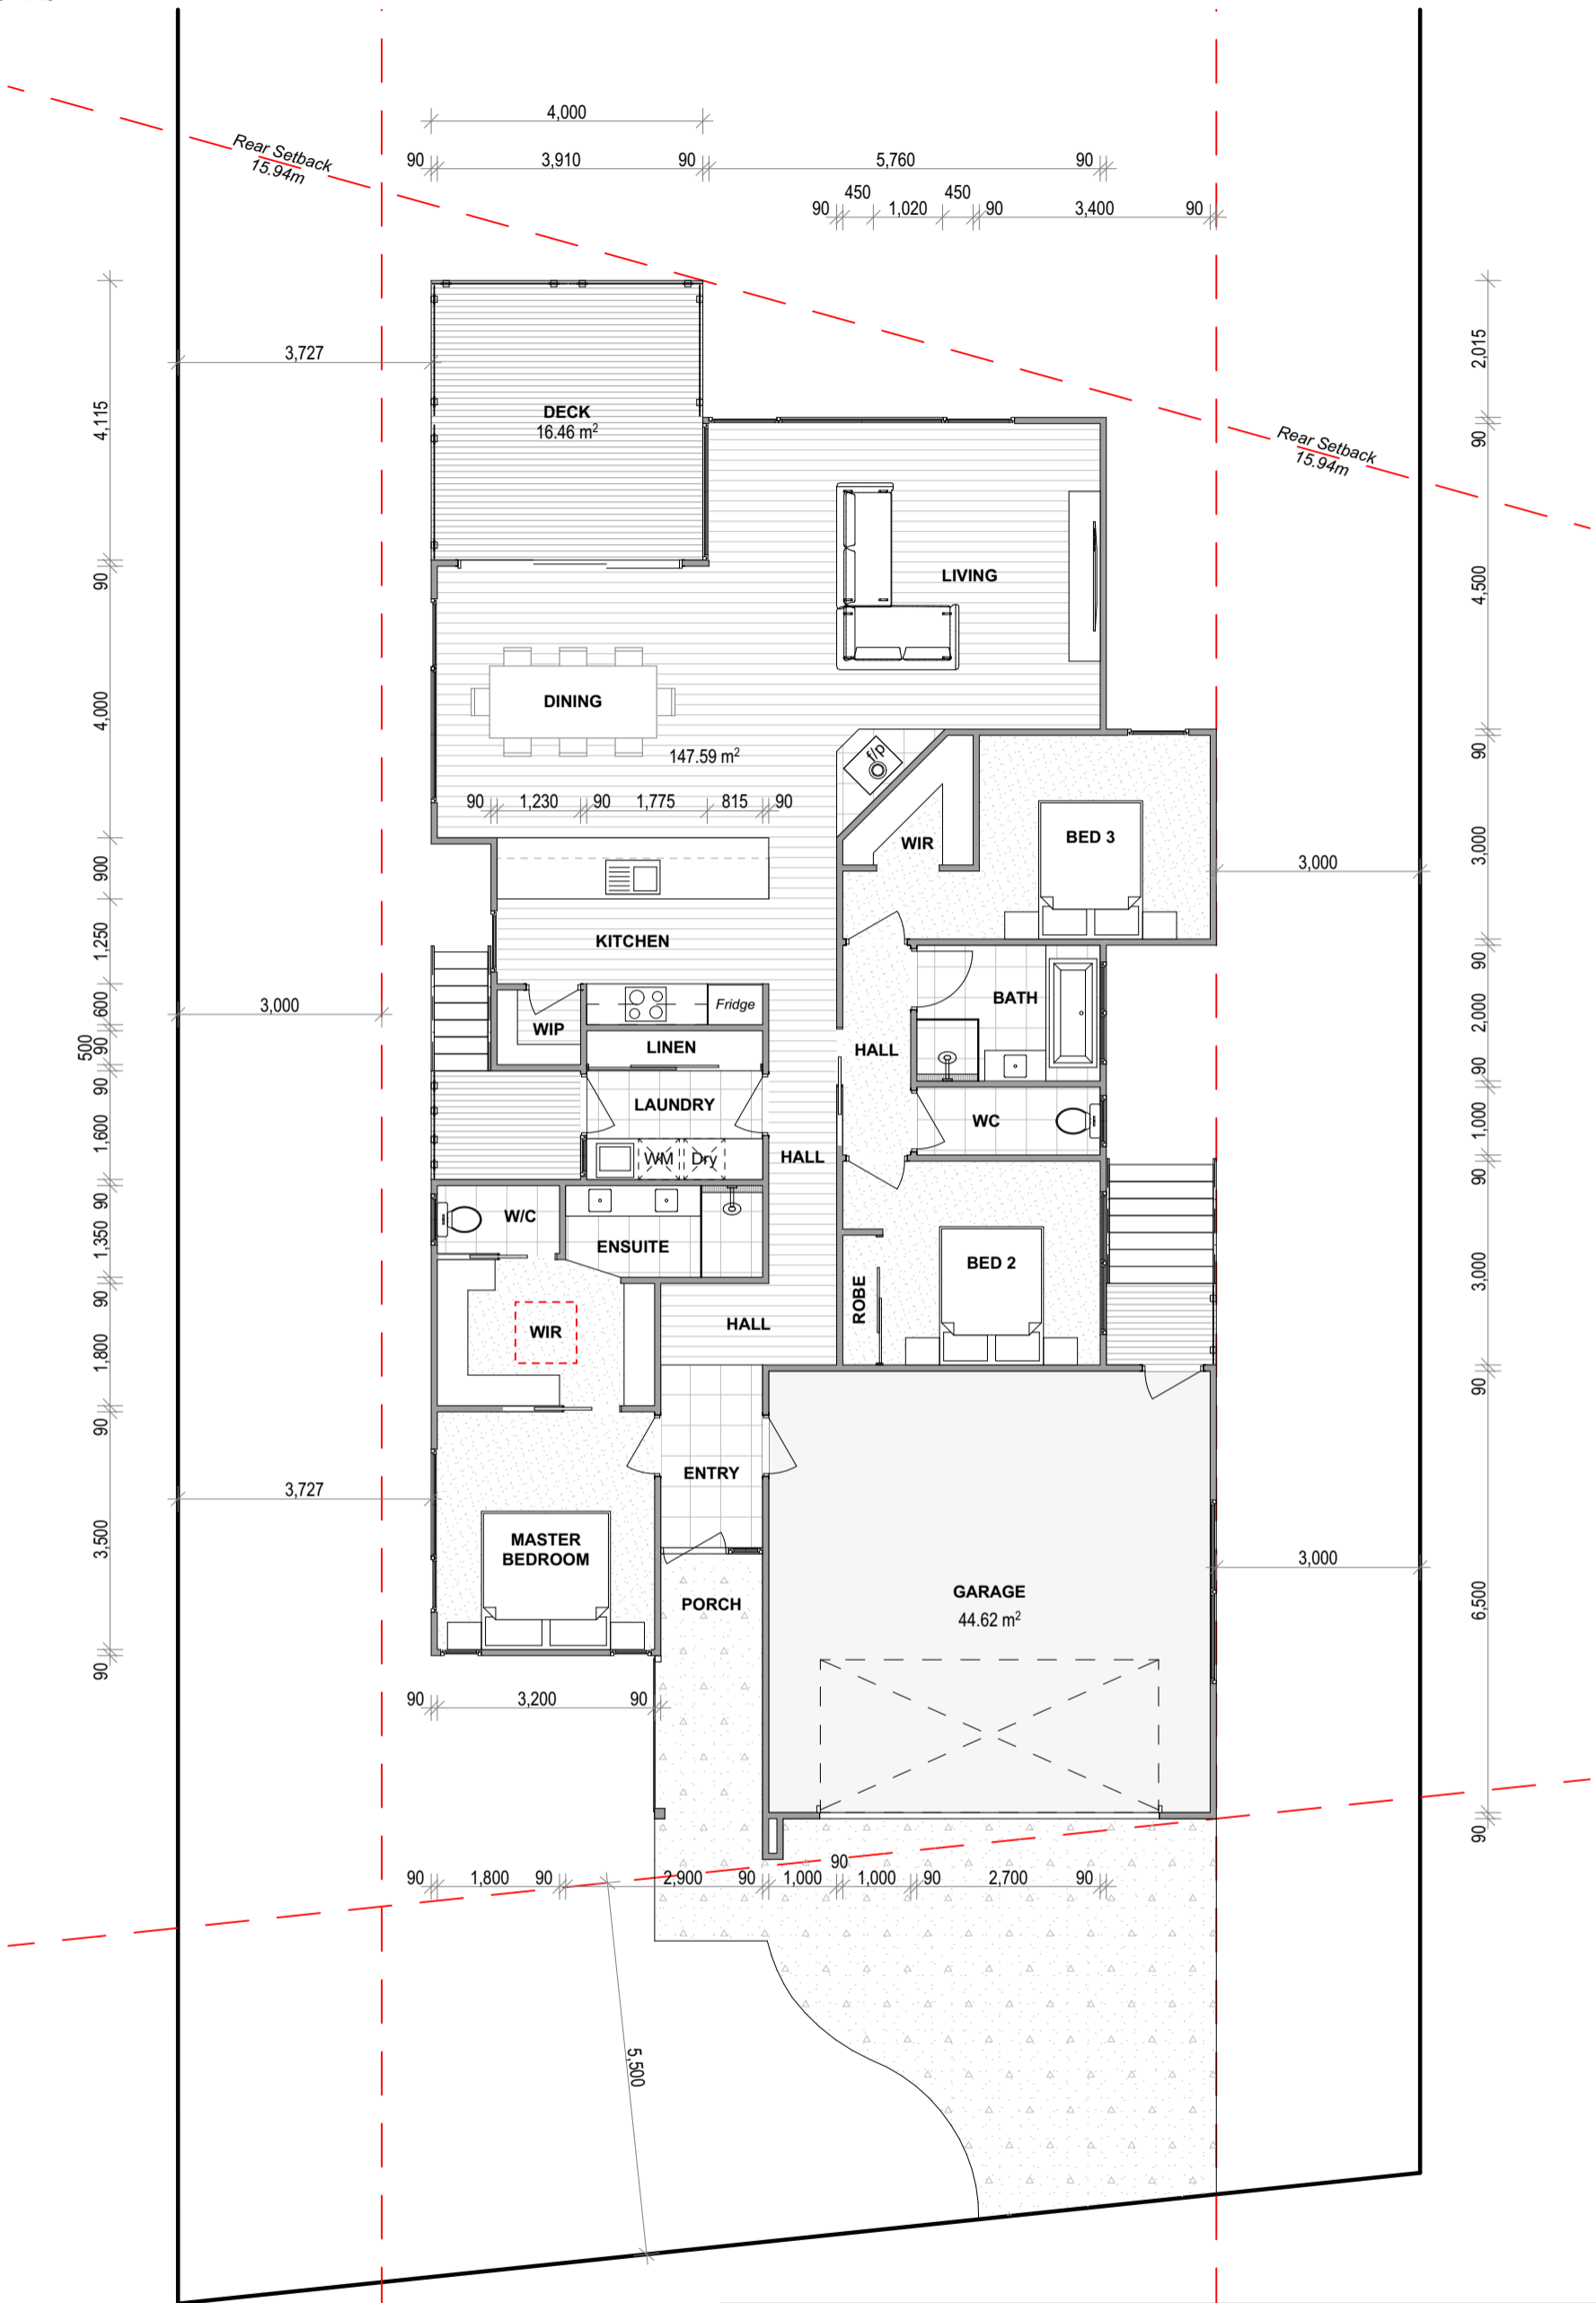 4,000
90 3,910 90 5,760 90
450 450
90 1,020 90 3,400 90
Rear Setback
15.94m
3,727
2,015
4,115
DECK
16.46 m²
90
Rear Setback
15.94m
90
LIVING
4,500
DINING
4,000
147.59 m²
f/p
90
90 1,230 90 1,775 815 90
WIR
BED 3
900
3,000
3,000
1,250
KITCHEN
90
3,000
600
WIP
Fridge
BATH
2,000
500
90
LINEN
HALL
90
LAUNDRY
90
1,600
WM Dry
WC
1,000
HALL
90
90
W/C
1,350
ENSUITE
BED 2
3,000
90
ROBE
HALL
WIR
1,800
90
90
ENTRY
3,727
3,500
MASTER
BEDROOM
3,000
PORCH
GARAGE
44.62 m²
6,500
90
90 3,200 90
90
90
90 1,800 90 2,900 90 1,000 1,000 90 2,700 90
5,500